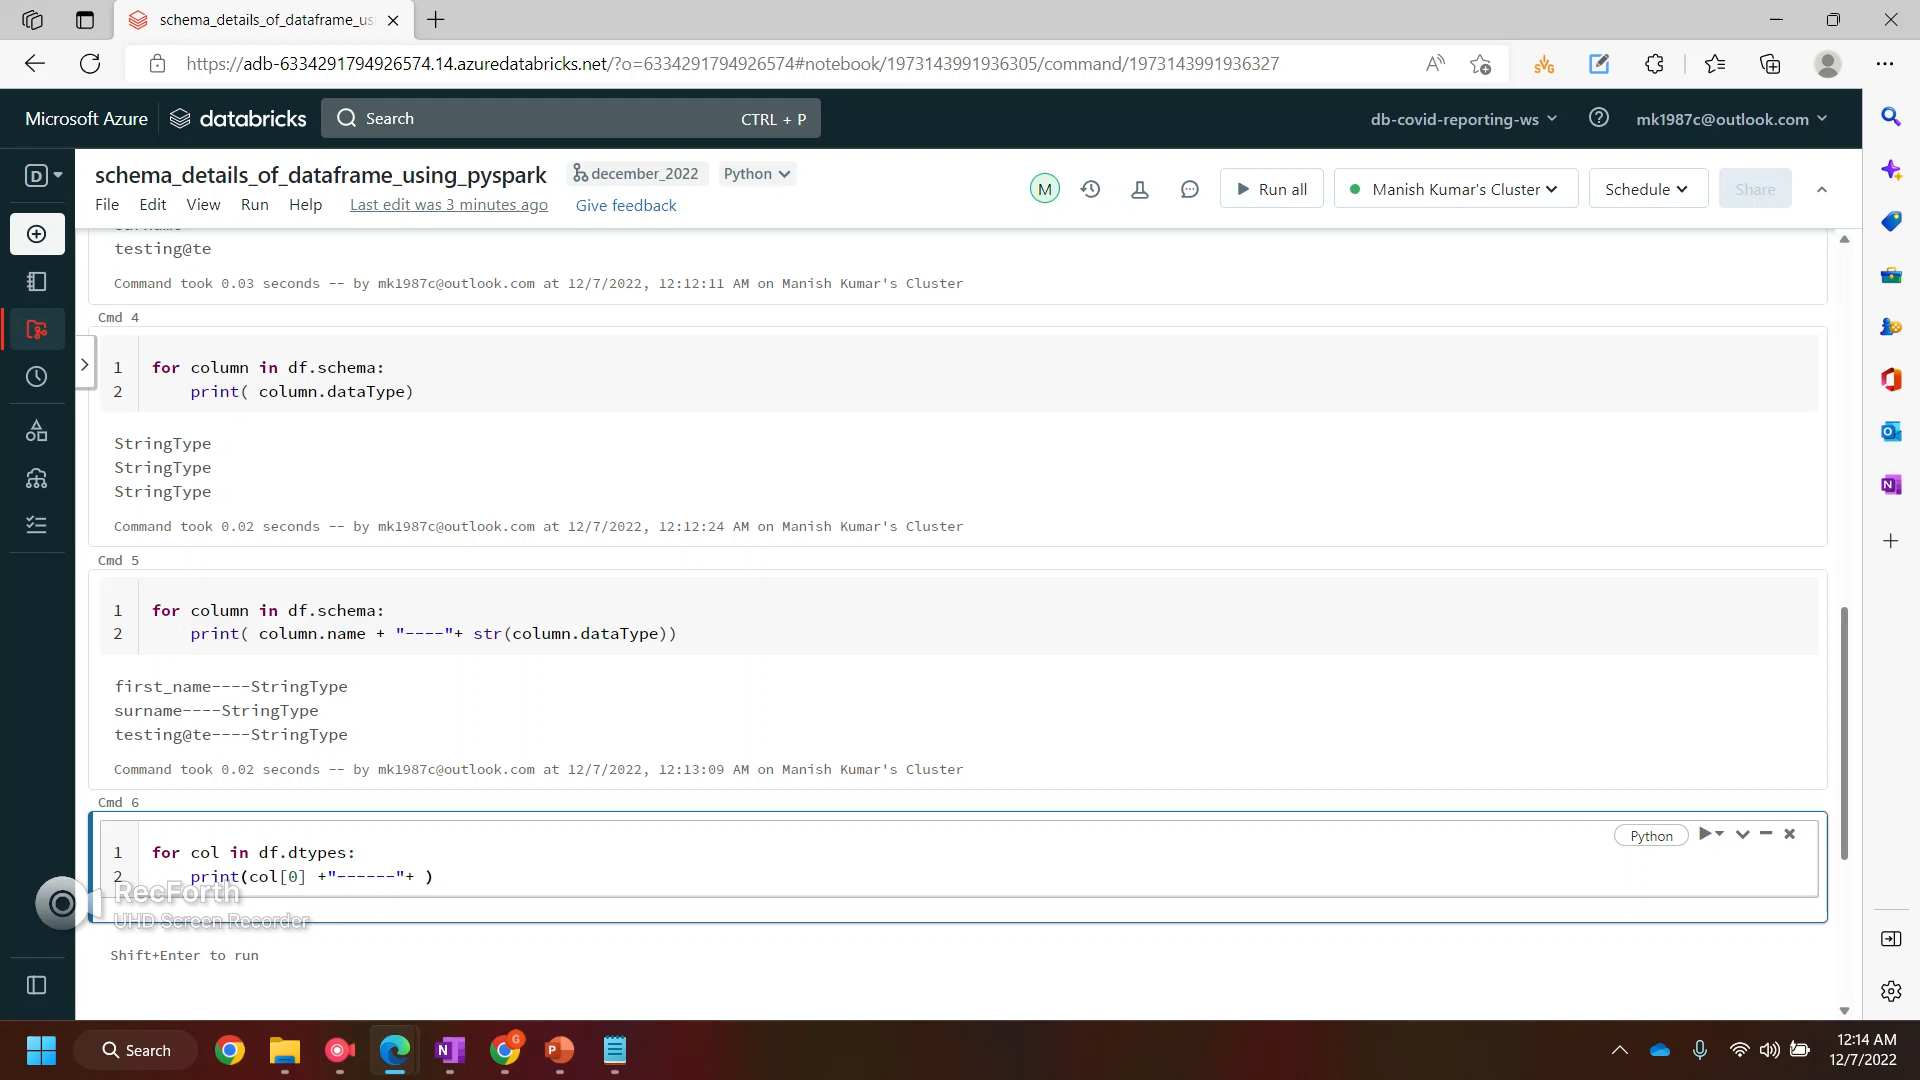 schema_details_of_dataframe_us
https://adb-6334291794926574.14.azuredatabricks.net/?o=6334291794926574#notebook/1973143991936305/command/1973143991936327
Microsoft Azure
databricks
Search
CTRL + P
db-covid-reporting-ws
mk1987c@outlook.com
D
schema_details_of_dataframe_using_pyspark
december_2022
Python
File Edit View Run Help
Last edit was 3 minutes ago
Give feedback
M
Run all
Manish Kumar's Cluster
Schedule
Share
surname
testing@te
Command took 0.03 seconds -- by mk1987c@outlook.com at 12/7/2022, 12:12:11 AM on Manish Kumar's Cluster
Cmd 4
1 for column in df.schema:
2 print( column.dataType)
StringType
StringType
StringType
Command took 0.02 seconds -- by mk1987c@outlook.com at 12/7/2022, 12:12:24 AM on Manish Kumar's Cluster
Cmd 5
1 for column in df.schema:
2 print( column.name + "----"+ str(column.dataType))
first_name----StringType
surname----StringType
testing@te----StringType
Command took 0.02 seconds -- by mk1987c@outlook.com at 12/7/2022, 12:13:09 AM on Manish Kumar's Cluster
Cmd 6
Python
1 for col in df.dtypes:
2 print(col[0] +"------"+ )
RecForth
UHD Screen Recorder
Shift+Enter to run
Search
12:14 AM
12/7/2022